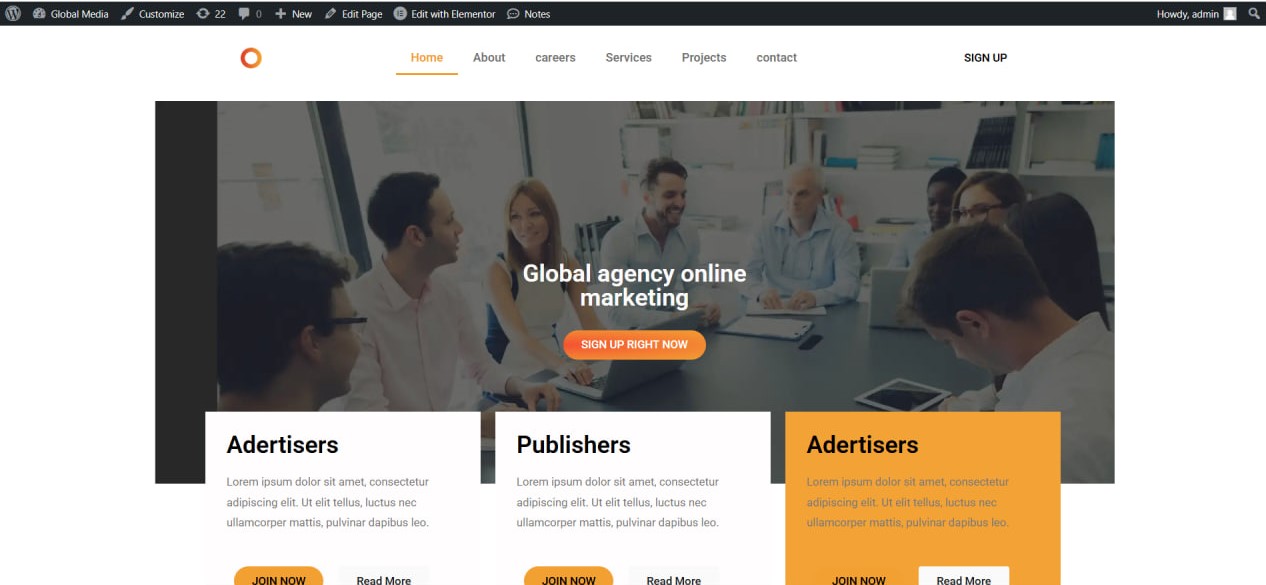 Global Media Customize 22 0 New Edit Page Edit with Elementor Notes Howdy, admin
Home About careers Services Projects contact SIGN UP
Global agency online
marketing
SIGN UP RIGHT NOW
Adertisers
Lorem ipsum dolor sit amet, consectetur
adipiscing elit. Ut elit tellus, luctus nec
ullamcorper mattis, pulvinar dapibus leo.
JOIN NOW Read More
Publishers
Lorem ipsum dolor sit amet, consectetur
adipiscing elit. Ut elit tellus, luctus nec
ullamcorper mattis, pulvinar dapibus leo.
JOIN NOW Read More
Adertisers
Lorem ipsum dolor sit amet, consectetur
adipiscing elit. Ut elit tellus, luctus nec
ullamcorper mattis, pulvinar dapibus leo.
JOIN NOW Read More